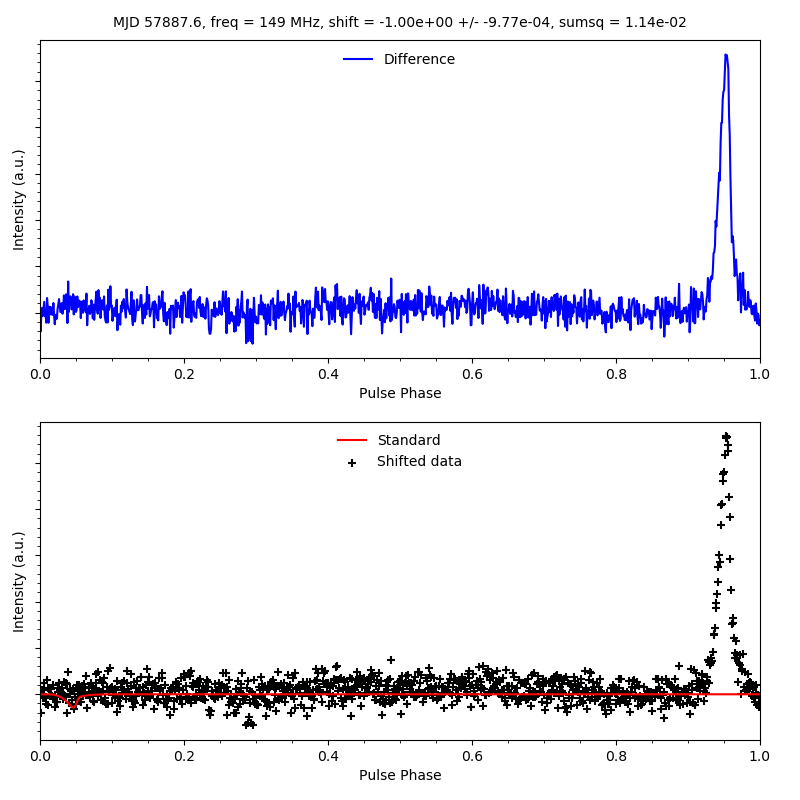 MJD 57887.6, freq = 149 MHz, shift = -1.00e+00 +/- -9.77e-04, sumsq = 1.14e-02
Difference
Intensity (a.u.)
0.0 0.2 0.4 0.6 0.8 1.0
Pulse Phase
Standard
Shifted data
Intensity (a.u.)
0.0 0.2 0.4 0.6 0.8 1.0
Pulse Phase